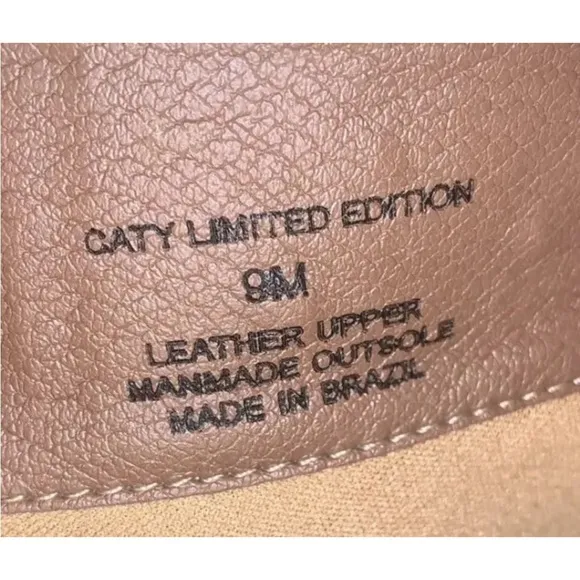 CATY LIMITED EDITION
9M
LEATHER UPPER
MANMADE OUTSOLE
MADE IN BRAZIL